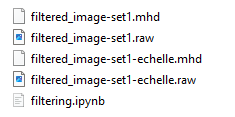 filtered_image-set1.mhd
filtered_image-set1.raw
filtered_image-set1-echelle.mhd
filtered_image-set1-echelle.raw
filtering.ipynb